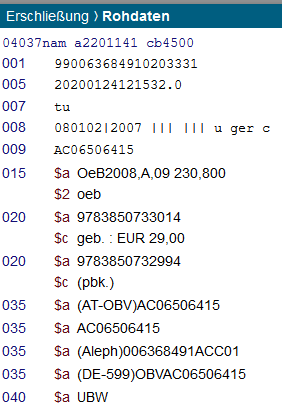 Erschließung ⟩ Rohdaten
04037nam a2201141 cb4500
001 990063684910203331
005 20200124121532.0
007 tu
008 080102|2007 ||| ||| u ger c
009 AC06506415
015 $a OeB2008,A,09 230,800
$2 oeb
020 $a 9783850733014
$c geb. : EUR 29,00
020 $a 9783850732994
$c (pbk.)
035 $a (AT-OBV)AC06506415
035 $a AC06506415
035 $a (Aleph)006368491ACC01
035 $a (DE-599)OBVAC06506415
040 $a UBW